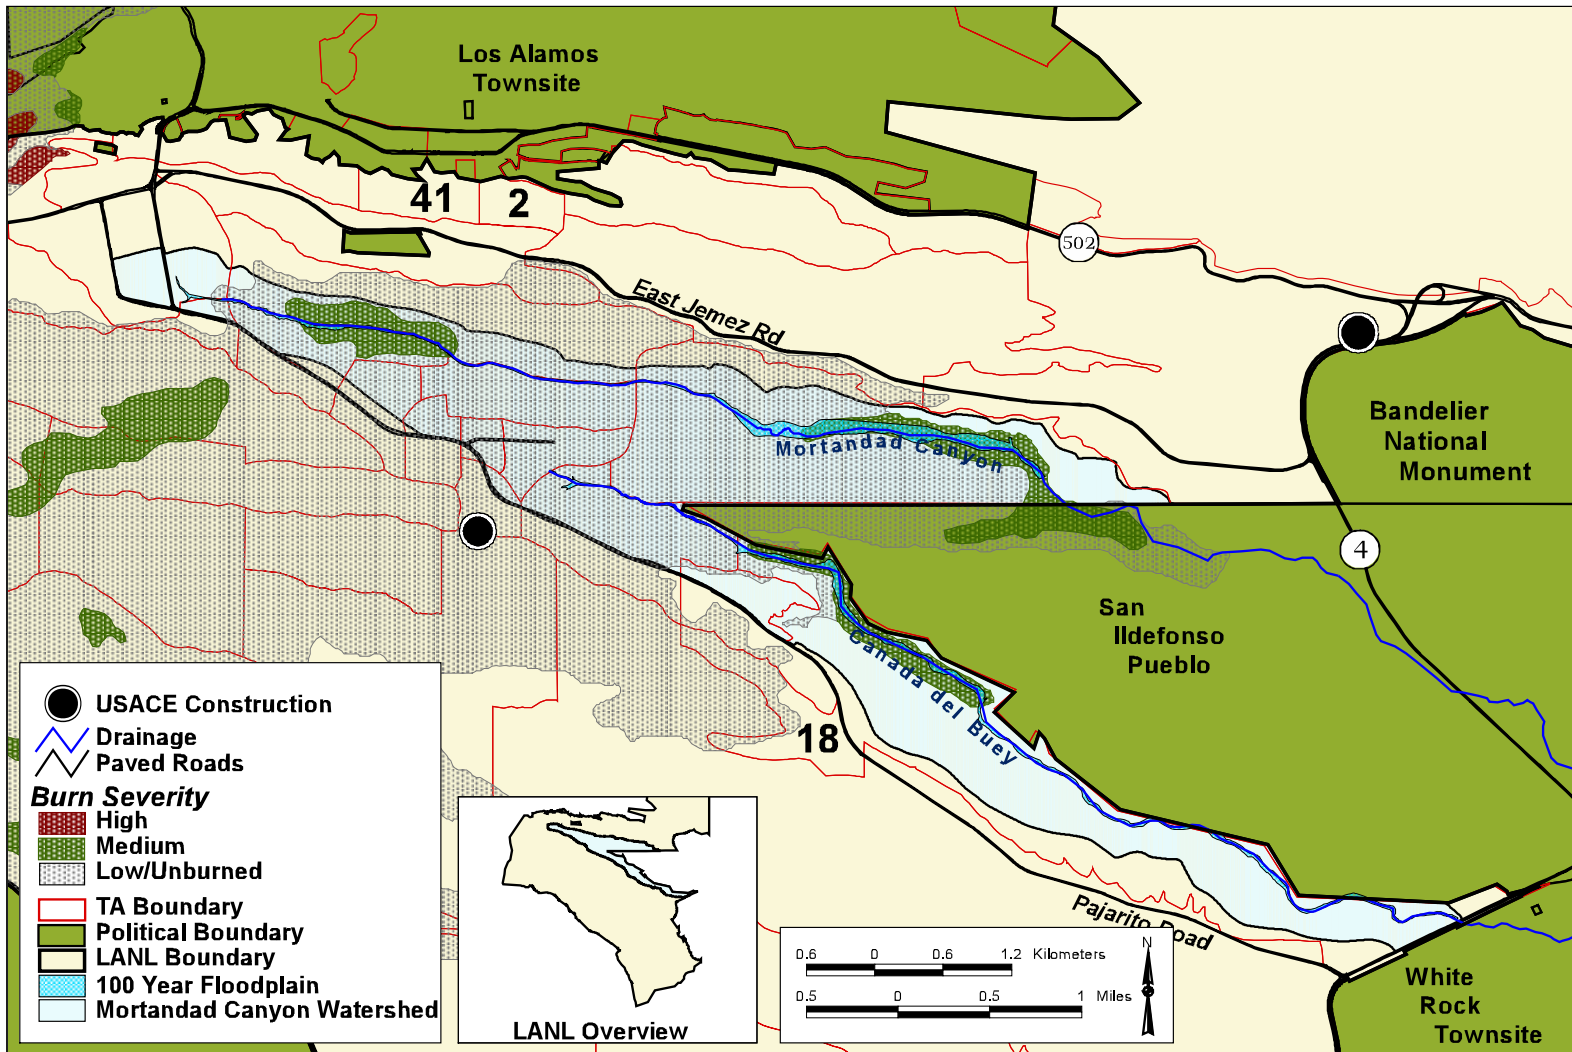 Los Alamos
Townsite
41
2
502
East Jemez Rd
Bandelier
National
Monument
Mortandad Canyon
4
San
Ildefonso
Pueblo
Canada del Buey
18
Pajarito Road
White
Rock
Townsite
USACE Construction
Drainage
Paved Roads
Burn Severity
High
Medium
Low/Unburned
TA Boundary
Political Boundary
LANL Boundary
100 Year Floodplain
Mortandad Canyon Watershed
LANL Overview
0.6 0 0.6 1.2 Kilometers
0.5 0 0.5 1 Miles
N